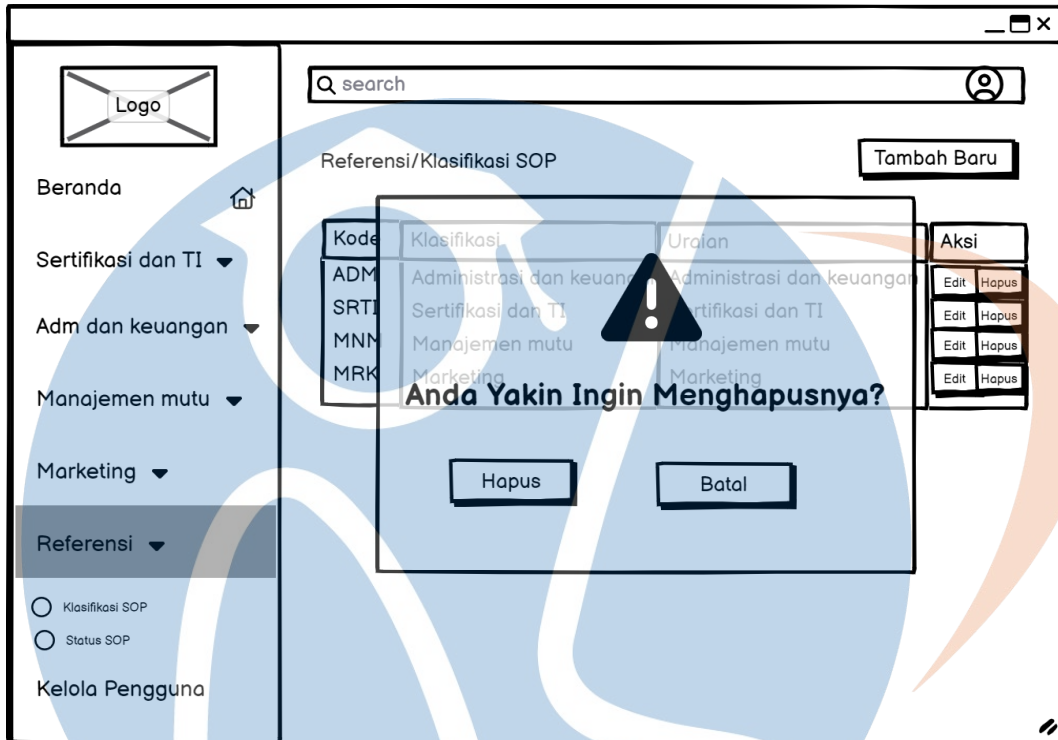 Logo
Beranda
Sertifikasi dan TI
Adm dan keuangan
Manajemen mutu
Marketing
Referensi
Klasifikasi SOP
Status SOP
Kelola Pengguna
search
Referensi/Klasifikasi SOP
Tambah Baru
Kode Klasifikasi Uraian Aksi
ADM Administrasi dan keuangan Administrasi dan keuangan Edit Hapus
SRTI Sertifikasi dan TI Sertifikasi dan TI Edit Hapus
MNM Manajemen mutu Manajemen mutu Edit Hapus
MRK Marketing Marketing Edit Hapus
Anda Yakin Ingin Menghapusnya?
Hapus Batal